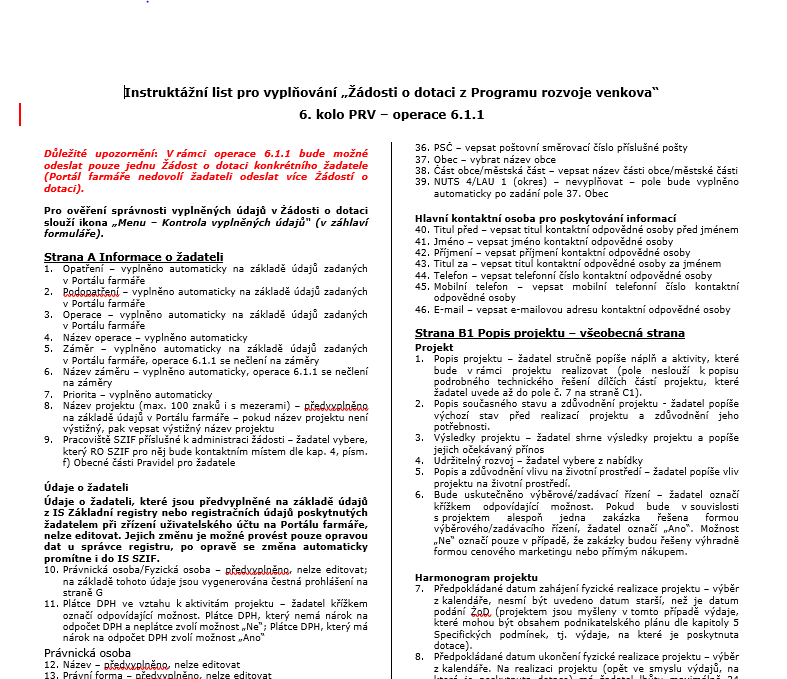 Instruktážní list pro vyplňování „Žádosti o dotaci z Programu rozvoje venkova“
6. kolo PRV – operace 6.1.1
Důležité upozornění: V rámci operace 6.1.1 bude možné
odeslat pouze jednu Žádost o dotaci konkrétního žadatele
(Portál farmáře nedovolí žadateli odeslat více Žádostí o
dotaci).
Pro ověření správnosti vyplněných údajů v Žádosti o dotaci
slouží ikona „Menu – Kontrola vyplněných údajů“ (v záhlaví
formuláře).
Strana A Informace o žadateli
1. Opatření – vyplněno automaticky na základě údajů zadaných
v Portálu farmáře
2. Podopatření – vyplněno automaticky na základě údajů zadaných
v Portálu farmáře
3. Operace – vyplněno automaticky na základě údajů zadaných
v Portálu farmáře
4. Název operace – vyplněno automaticky
5. Záměr – vyplněno automaticky na základě údajů zadaných
v Portálu farmáře, operace 6.1.1 se nečlení na záměry
6. Název záměru – vyplněno automaticky, operace 6.1.1 se nečlení
na záměry
7. Priorita – vyplněno automaticky
8. Název projektu (max. 100 znaků i s mezerami) – předvyplněno
na základě údajů v Portálu farmáře – pokud název projektu není
výstižný, pak vepsat výstižný název projektu
9. Pracoviště SZIF příslušné k administraci žádosti – žadatel vybere,
který RO SZIF pro něj bude kontaktním místem dle kap. 4, písm.
f) Obecné části Pravidel pro žadatele
Údaje o žadateli
Údaje o žadateli, které jsou předvyplněné na základě údajů
z IS Základní registry nebo registračních údajů poskytnutých
žadatelem při zřízení uživatelského účtu na Portálu farmáře,
nelze editovat. Jejich změnu je možné provést pouze opravou
dat u správce registru, po opravě se změna automaticky
promítne i do IS SZIF.
10. Právnická osoba/Fyzická osoba – předvyplněno, nelze editovat;
na základě tohoto údaje jsou vygenerována čestná prohlášení na
straně G
11. Plátce DPH ve vztahu k aktivitám projektu – žadatel křížkem
označí odpovídající možnost. Plátce DPH, který nemá nárok na
odpočet DPH a neplátce zvolí možnost „Ne“; Plátce DPH, který má
nárok na odpočet DPH zvolí možnost „Ano“
Právnická osoba
12. Název – předvyplněno, nelze editovat
13. Právní forma – předvyplněno, nelze editovat
36. PSČ – vepsat poštovní směrovací číslo příslušné pošty
37. Obec – vybrat název obce
38. Část obce/městská část – vepsat název části obce/městské části
39. NUTS 4/LAU 1 (okres) – nevyplňovat – pole bude vyplněno
automaticky po zadání pole 37. Obec
Hlavní kontaktní osoba pro poskytování informací
40. Titul před – vepsat titul kontaktní odpovědné osoby před jménem
41. Jméno – vepsat jméno kontaktní odpovědné osoby
42. Příjmení – vepsat příjmení kontaktní odpovědné osoby
43. Titul za – vepsat titul kontaktní odpovědné osoby za jménem
44. Telefon – vepsat telefonní číslo kontaktní odpovědné osoby
45. Mobilní telefon – vepsat mobilní telefonní číslo kontaktní
odpovědné osoby
46. E-mail – vepsat e-mailovou adresu kontaktní odpovědné osoby
Strana B1 Popis projektu – všeobecná strana
Projekt
1. Popis projektu – žadatel stručně popíše náplň a aktivity, které
bude v rámci projektu realizovat (pole neslouží k popisu
podrobného technického řešení dílčích částí projektu, které
žadatel uvede až do pole č. 7 na straně C1).
2. Popis současného stavu a zdůvodnění projektu - žadatel popíše
výchozí stav před realizací projektu a zdůvodnění jeho
potřebnosti.
3. Výsledky projektu – žadatel shrne výsledky projektu a popíše
jejich očekávaný přínos
4. Udržitelný rozvoj – žadatel vybere z nabídky
5. Popis a zdůvodnění vlivu na životní prostředí – žadatel popíše vliv
projektu na životní prostředí.
6. Bude uskutečněno výběrové/zadávací řízení – žadatel označí
křížkem odpovídající možnost. Pokud bude v souvislosti
s projektem alespoň jedna zakázka řešena formou
výběrového/zadávacího řízení, žadatel označí „Ano“. Možnost
„Ne“ označí pouze v případě, že zakázky budou řešeny výhradně
formou cenového marketingu nebo přímým nákupem.
Harmonogram projektu
7. Předpokládané datum zahájení fyzické realizace projektu – výběr
z kalendáře, nesmí být uvedeno datum starší, než je datum
podání ŽoD (projektem jsou myšleny v tomto případě výdaje,
které mohou být obsahem podnikatelského plánu dle kapitoly 5
Specifických podmínek, tj. výdaje, na které je poskytnuta
dotace).
8. Předpokládané datum ukončení fyzické realizace projektu – výběr
z kalendáře. Na realizaci projektu (opět ve smyslu výdajů, na